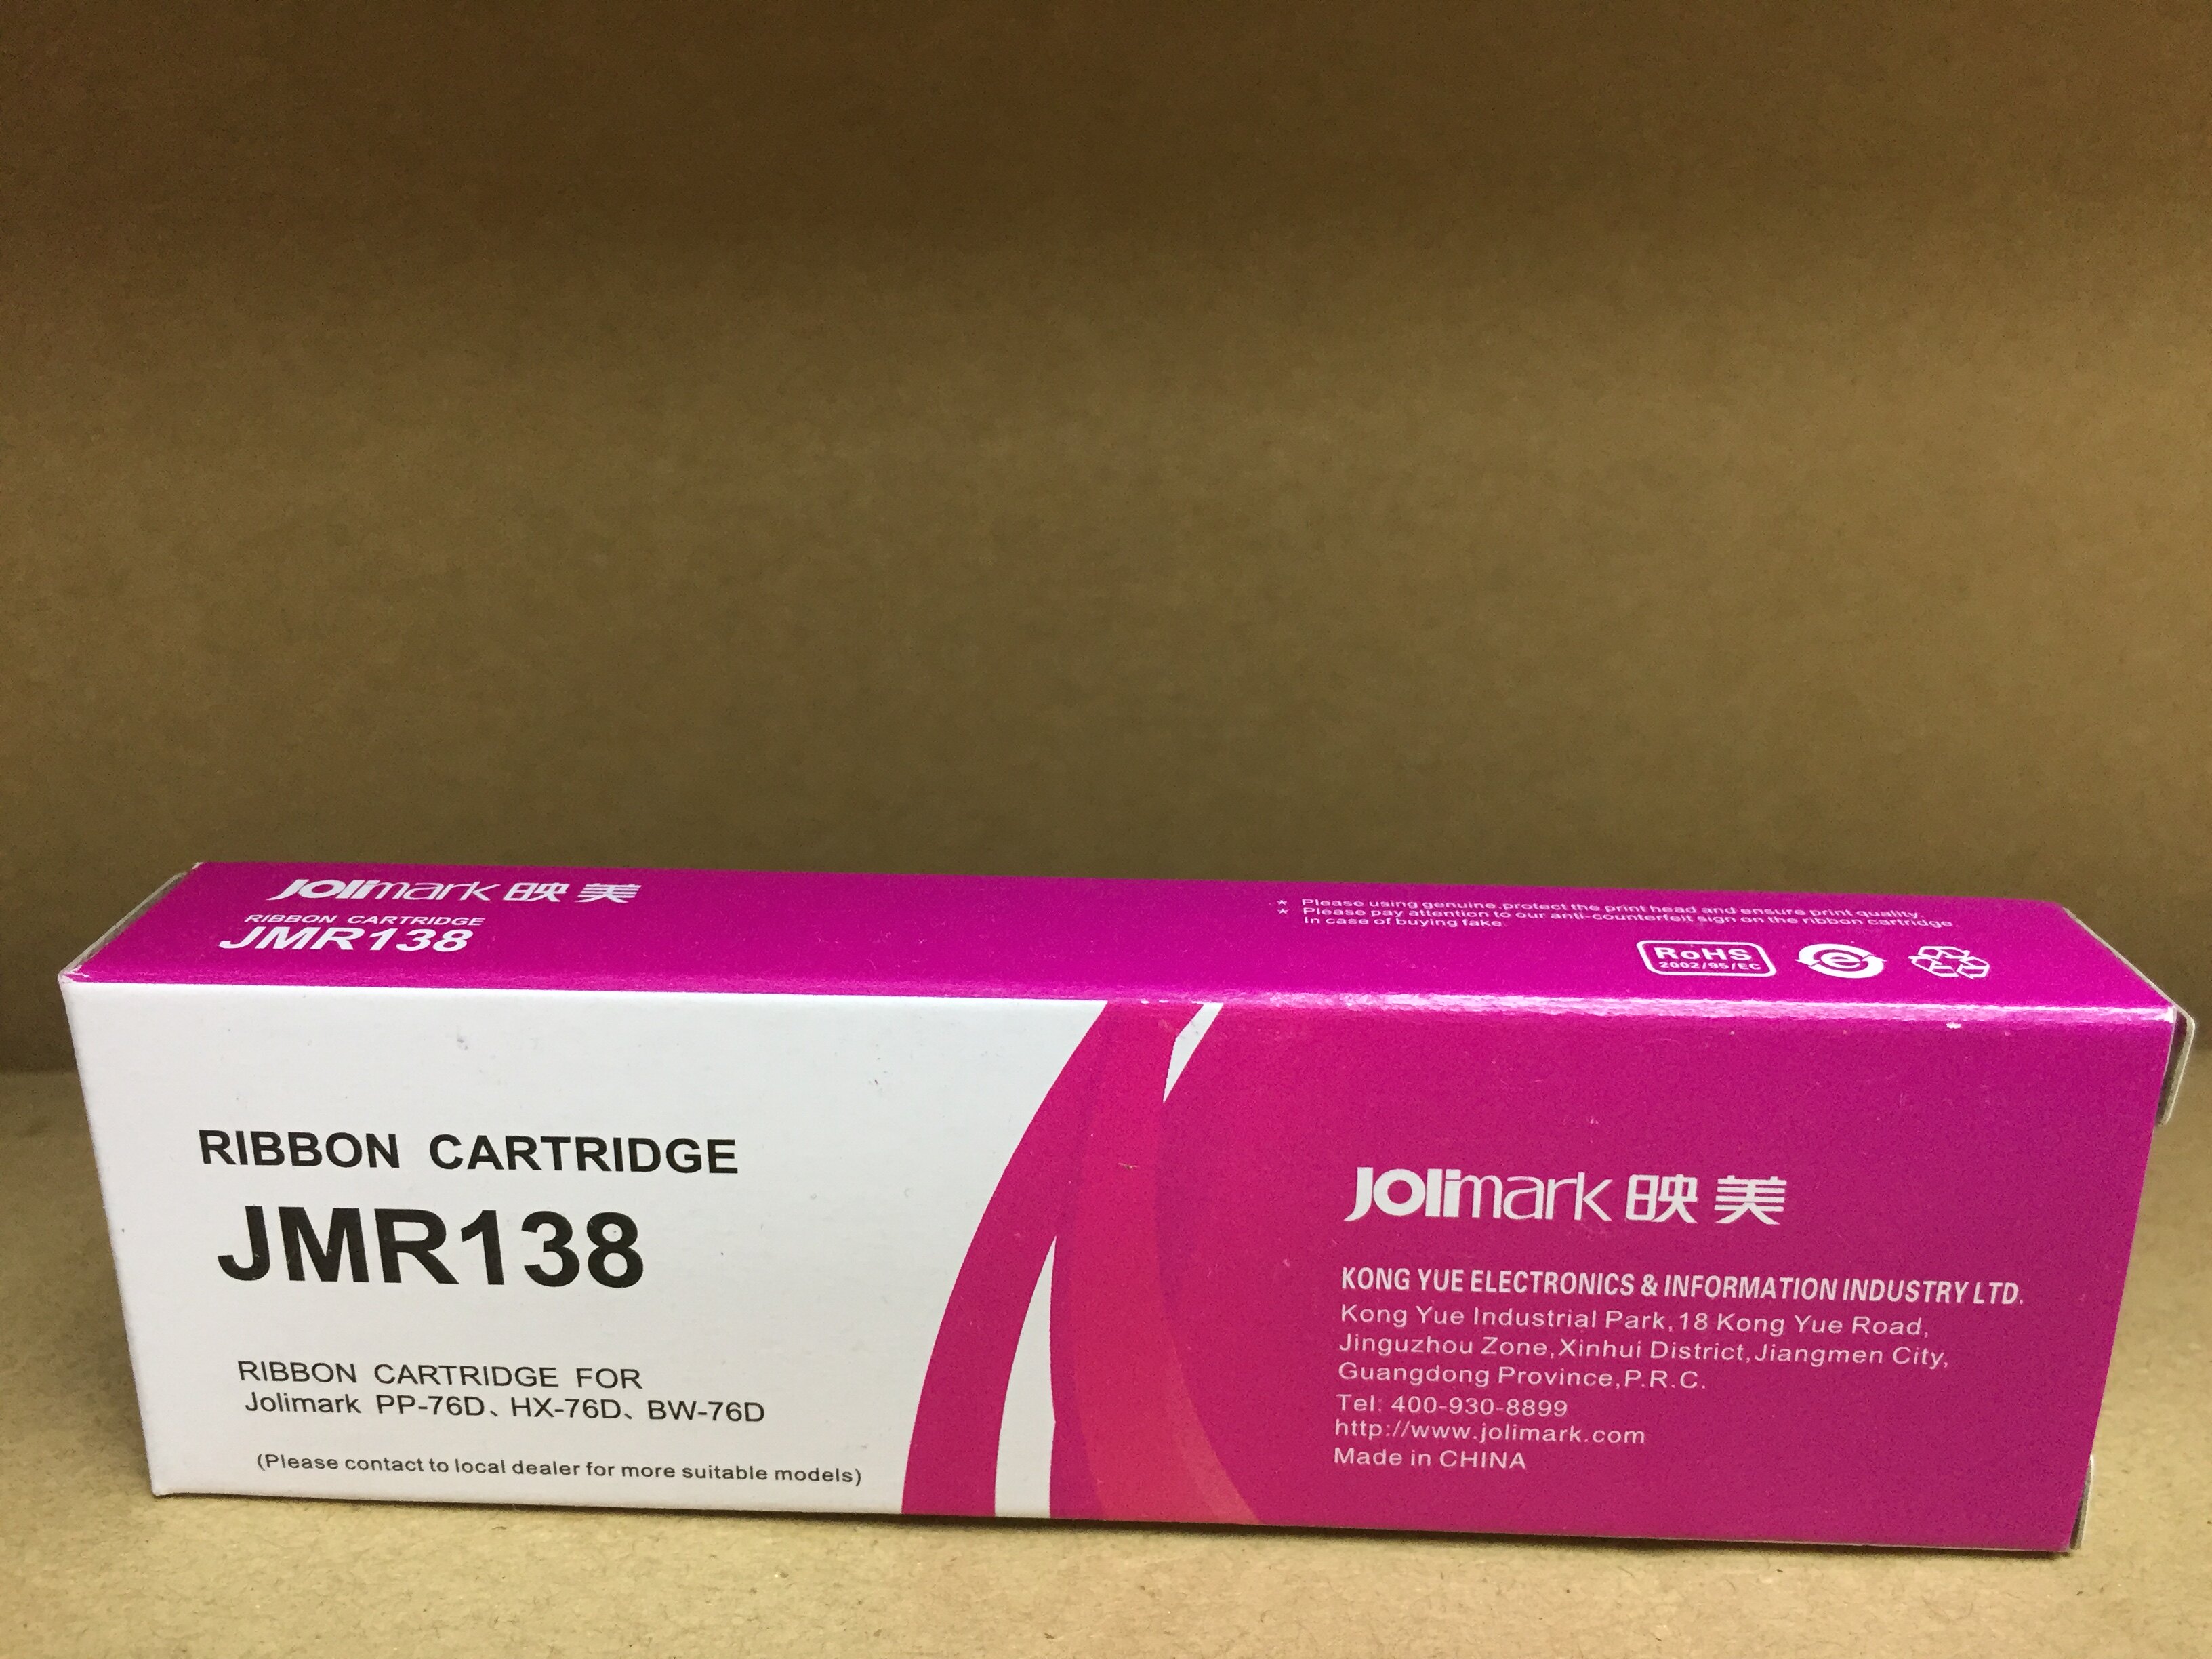 Jolimark 映美
RIBBON CARTRIDGE
JMR138
* Please using genuine,protect the print head and ensure print quality.
* Please pay attention to our anti-counterfeit sign on the ribbon cartridge
In case of buying fake.
RoHS
2002/95/EC
e
RIBBON CARTRIDGE
JMR138
RIBBON CARTRIDGE FOR
Jolimark PP-76D、HX-76D、BW-76D
(Please contact to local dealer for more suitable models)
Jolimark 映美
KONG YUE ELECTRONICS & INFORMATION INDUSTRY LTD.
Kong Yue Industrial Park,18 Kong Yue Road,
Jinguzhou Zone,Xinhui District,Jiangmen City,
Guangdong Province,P.R.C.
Tel: 400-930-8899
http://www.jolimark.com
Made in CHINA